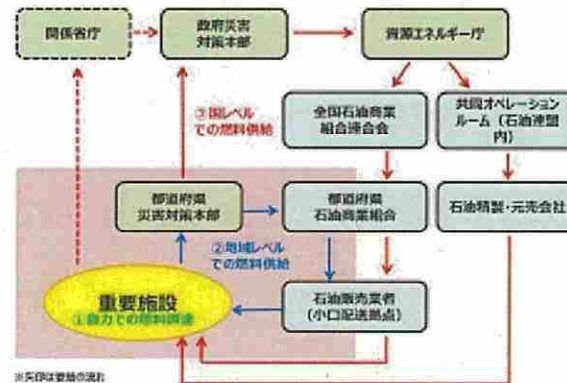 関係省庁
政府災害
対策本部
資源エネルギー庁
③国レベル
での燃料供給
全国石油商業
組合連合会
共同オペレーション
ルーム（石油連盟
内）
都道府県
災害対策本部
都道府県
石油商業組合
石油精製・元売会社
②地域レベル
での燃料供給
重要施設
①自力での燃料調達
石油販売業者
（小口配送拠点）
※矢印は要請の流れ